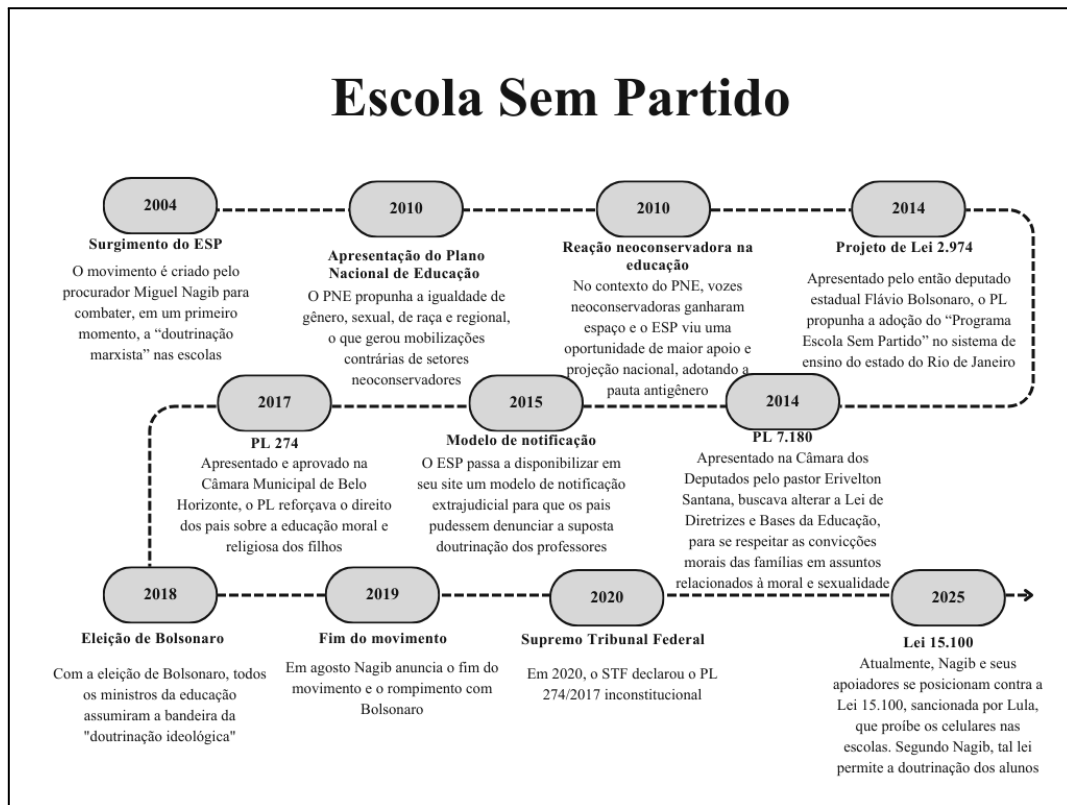 Escola Sem Partido
2004
Surgimento do ESP
O movimento é criado pelo
procurador Miguel Nagib para
combater, em um primeiro
momento, a “doutrinação
marxista” nas escolas
2010
Apresentação do Plano
Nacional de Educação
O PNE propunha a igualdade de
gênero, sexual, de raça e regional,
o que gerou mobilizações
contrárias de setores
neoconservadores
2010
Reação neoconservadora na
educação
No contexto do PNE, vozes
neoconservadoras ganharam
espaço e o ESP viu uma
oportunidade de maior apoio e
projeção nacional, adotando a
pauta antigênero
2014
Projeto de Lei 2.974
Apresentado pelo então deputado
estadual Flávio Bolsonaro, o PL
propunha a adoção do “Programa
Escola Sem Partido” no sistema de
ensino do estado do Rio de Janeiro
2014
PL 7.180
Apresentado na Câmara dos
Deputados pelo pastor Erivelton
Santana, buscava alterar a Lei de
Diretrizes e Bases da Educação,
para se respeitar as convicções
morais das famílias em assuntos
relacionados à moral e sexualidade
2015
Modelo de notificação
O ESP passa a disponibilizar em
seu site um modelo de notificação
extrajudicial para que os pais
pudessem denunciar a suposta
doutrinação dos professores
2017
PL 274
Apresentado e aprovado na
Câmara Municipal de Belo
Horizonte, o PL reforçava o direito
dos pais sobre a educação moral e
religiosa dos filhos
2018
Eleição de Bolsonaro
Com a eleição de Bolsonaro, todos
os ministros da educação
assumiram a bandeira da
"doutrinação ideológica"
2019
Fim do movimento
Em agosto Nagib anuncia o fim do
movimento e o rompimento com
Bolsonaro
2020
Supremo Tribunal Federal
Em 2020, o STF declarou o PL
274/2017 inconstitucional
2025
Lei 15.100
Atualmente, Nagib e seus
apoiadores se posicionam contra a
Lei 15.100, sancionada por Lula,
que proíbe os celulares nas
escolas. Segundo Nagib, tal lei
permite a doutrinação dos alunos